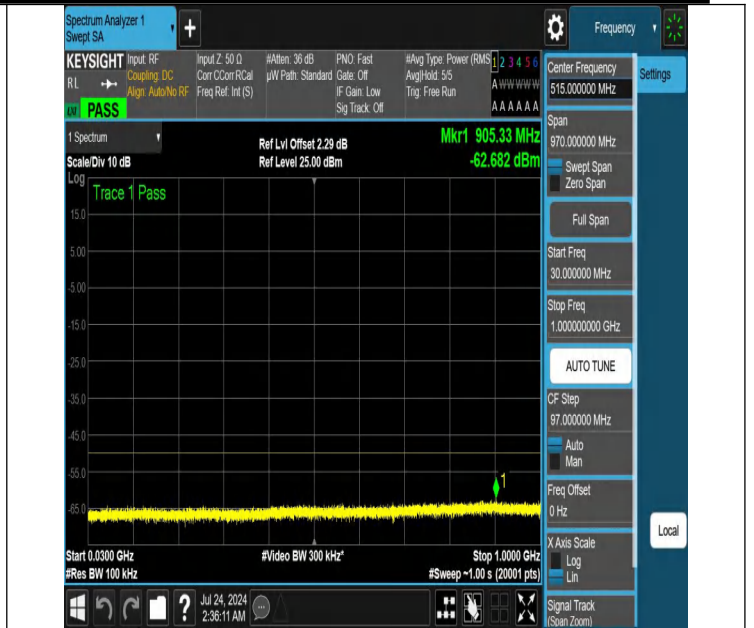 Spectrum Analyzer 1
Swept SA
+
Frequency
KEYSIGHT
RL
PASS
Input: RF
Coupling: DC
Align: Auto/No RF
Input Z: 50 Ω
Corr CCorr RCal
Freq Ref: Int (S)
#Atten: 36 dB
µW Path: Standard
PNO: Fast
Gate: Off
IF Gain: Low
Sig Track: Off
#Avg Type: Power (RMS
Avg|Hold: 5/5
Trig: Free Run
1 2 3 4 5 6
A W W W W W
A A A A A A
Center Frequency
515.000000 MHz
Settings
Span
970.000000 MHz
Swept Span
Zero Span
Full Span
Start Freq
30.000000 MHz
Stop Freq
1.000000000 GHz
AUTO TUNE
CF Step
97.000000 MHz
Auto
Man
Freq Offset
0 Hz
X Axis Scale
Log
Lin
Signal Track
(Span Zoom)
Local
1 Spectrum
Scale/Div 10 dB
Ref Lvl Offset 2.29 dB
Ref Level 25.00 dBm
Mkr1 905.33 MHz
-62.682 dBm
Log
Trace 1 Pass
15.0
5.00
-5.00
-15.0
-25.0
-35.0
-45.0
-55.0
-65.0
1
Start 0.0300 GHz
#Res BW 100 kHz
#Video BW 300 kHz*
Stop 1.0000 GHz
#Sweep ~1.00 s (20001 pts)
?
Jul 24, 2024
2:36:11 AM